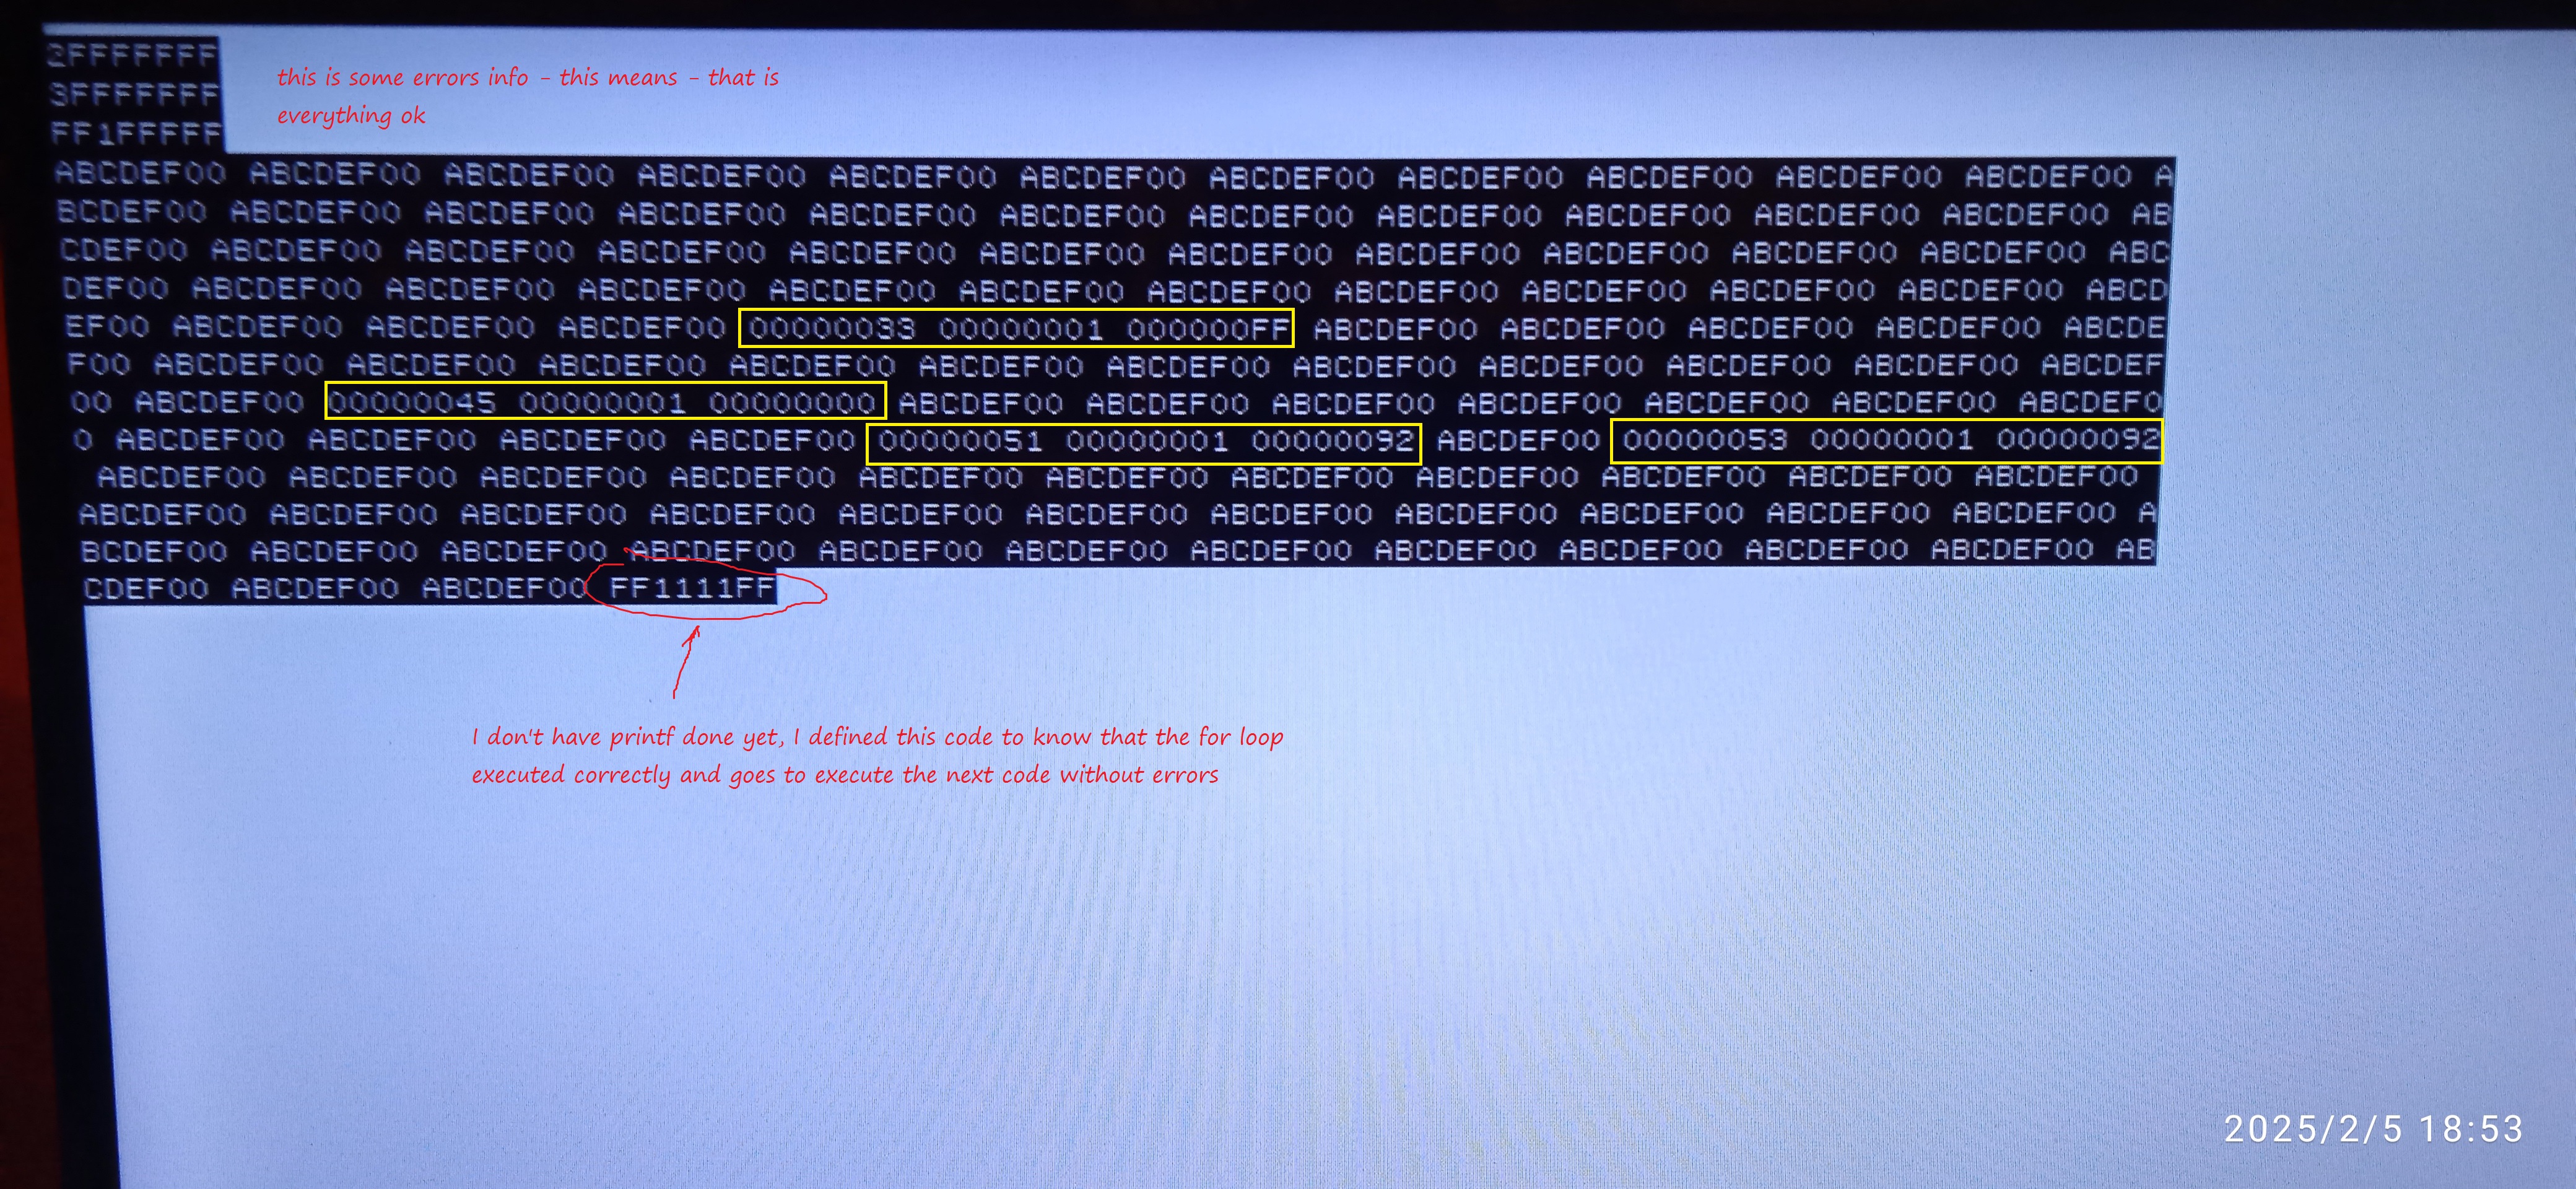 2FFFFFFF
3FFFFFFF
FF1FFFFF
this is some errors info - this means - that is
everything ok
ABCDEF00 ABCDEF00 ABCDEF00 ABCDEF00 ABCDEF00 ABCDEF00 ABCDEF00 ABCDEF00 ABCDEF00 ABCDEF00 ABCDEF00 A
BCDEF00 ABCDEF00 ABCDEF00 ABCDEF00 ABCDEF00 ABCDEF00 ABCDEF00 ABCDEF00 ABCDEF00 ABCDEF00 ABCDEF00 AB
CDEF00 ABCDEF00 ABCDEF00 ABCDEF00 ABCDEF00 ABCDEF00 ABCDEF00 ABCDEF00 ABCDEF00 ABCDEF00 ABCDEF00 ABC
DEF00 ABCDEF00 ABCDEF00 ABCDEF00 ABCDEF00 ABCDEF00 ABCDEF00 ABCDEF00 ABCDEF00 ABCDEF00 ABCDEF00 ABCD
EF00 ABCDEF00 ABCDEF00 ABCDEF00 00000033 00000001 000000FF ABCDEF00 ABCDEF00 ABCDEF00 ABCDEF00 ABCDE
F00 ABCDEF00 ABCDEF00 ABCDEF00 ABCDEF00 ABCDEF00 ABCDEF00 ABCDEF00 ABCDEF00 ABCDEF00 ABCDEF00 ABCDEF
00 ABCDEF00 00000045 00000001 00000000 ABCDEF00 ABCDEF00 ABCDEF00 ABCDEF00 ABCDEF00 ABCDEF00 ABCDEF0
0 ABCDEF00 ABCDEF00 ABCDEF00 ABCDEF00 00000051 00000001 00000092 ABCDEF00 00000053 00000001 00000092
ABCDEF00 ABCDEF00 ABCDEF00 ABCDEF00 ABCDEF00 ABCDEF00 ABCDEF00 ABCDEF00 ABCDEF00 ABCDEF00 ABCDEF00
ABCDEF00 ABCDEF00 ABCDEF00 ABCDEF00 ABCDEF00 ABCDEF00 ABCDEF00 ABCDEF00 ABCDEF00 ABCDEF00 ABCDEF00 A
BCDEF00 ABCDEF00 ABCDEF00 ABCDEF00 ABCDEF00 ABCDEF00 ABCDEF00 ABCDEF00 ABCDEF00 ABCDEF00 ABCDEF00 AB
CDEF00 ABCDEF00 ABCDEF00 FF1111FF
I don't have printf done yet, I defined this code to know that the for loop
executed correctly and goes to execute the next code without errors
2025/2/5 18:53